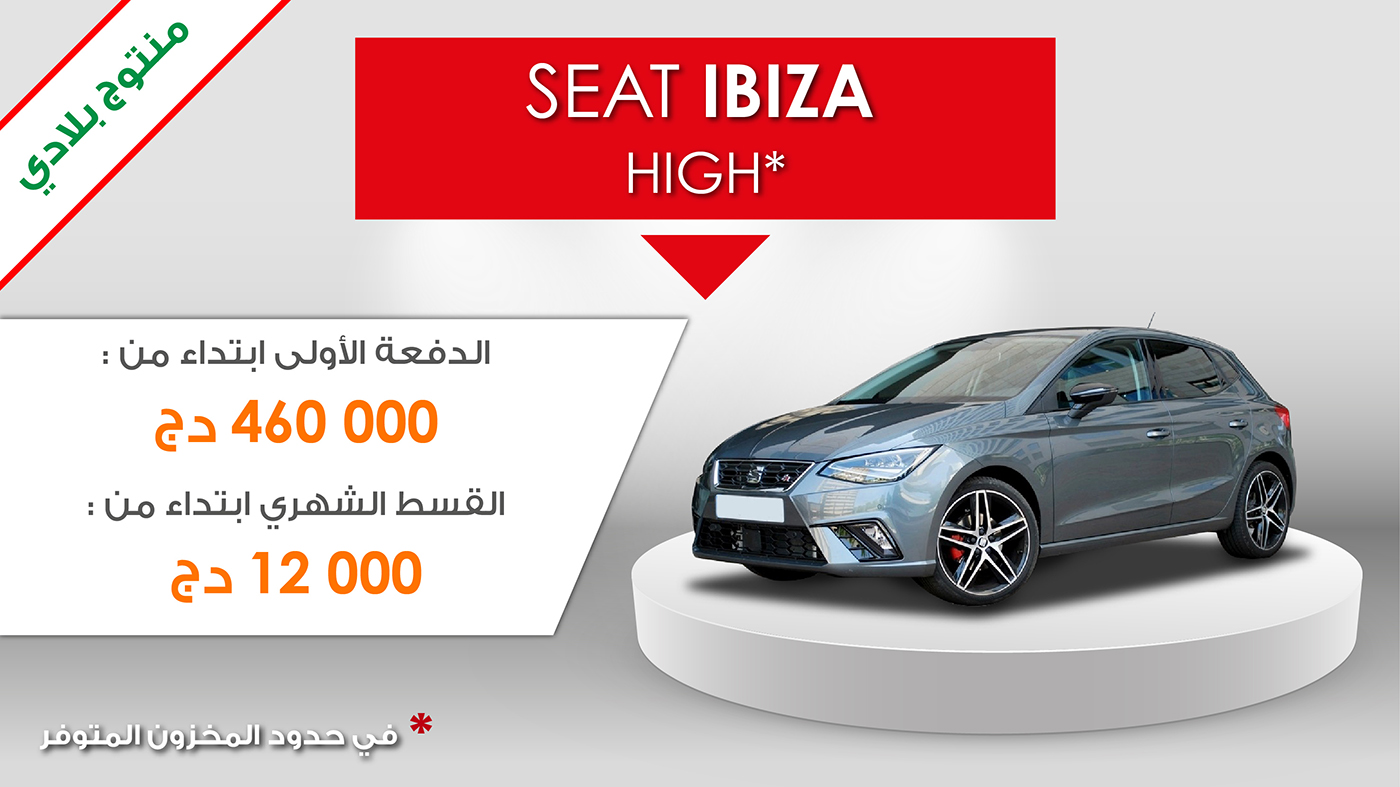 منتوج بلادي
SEAT IBIZA
HIGH*
الدفعة الأولى ابتداء من :
460 000 دج
القسط الشهري ابتداء من :
12 000 دج
* في حدود المخزون المتوفر